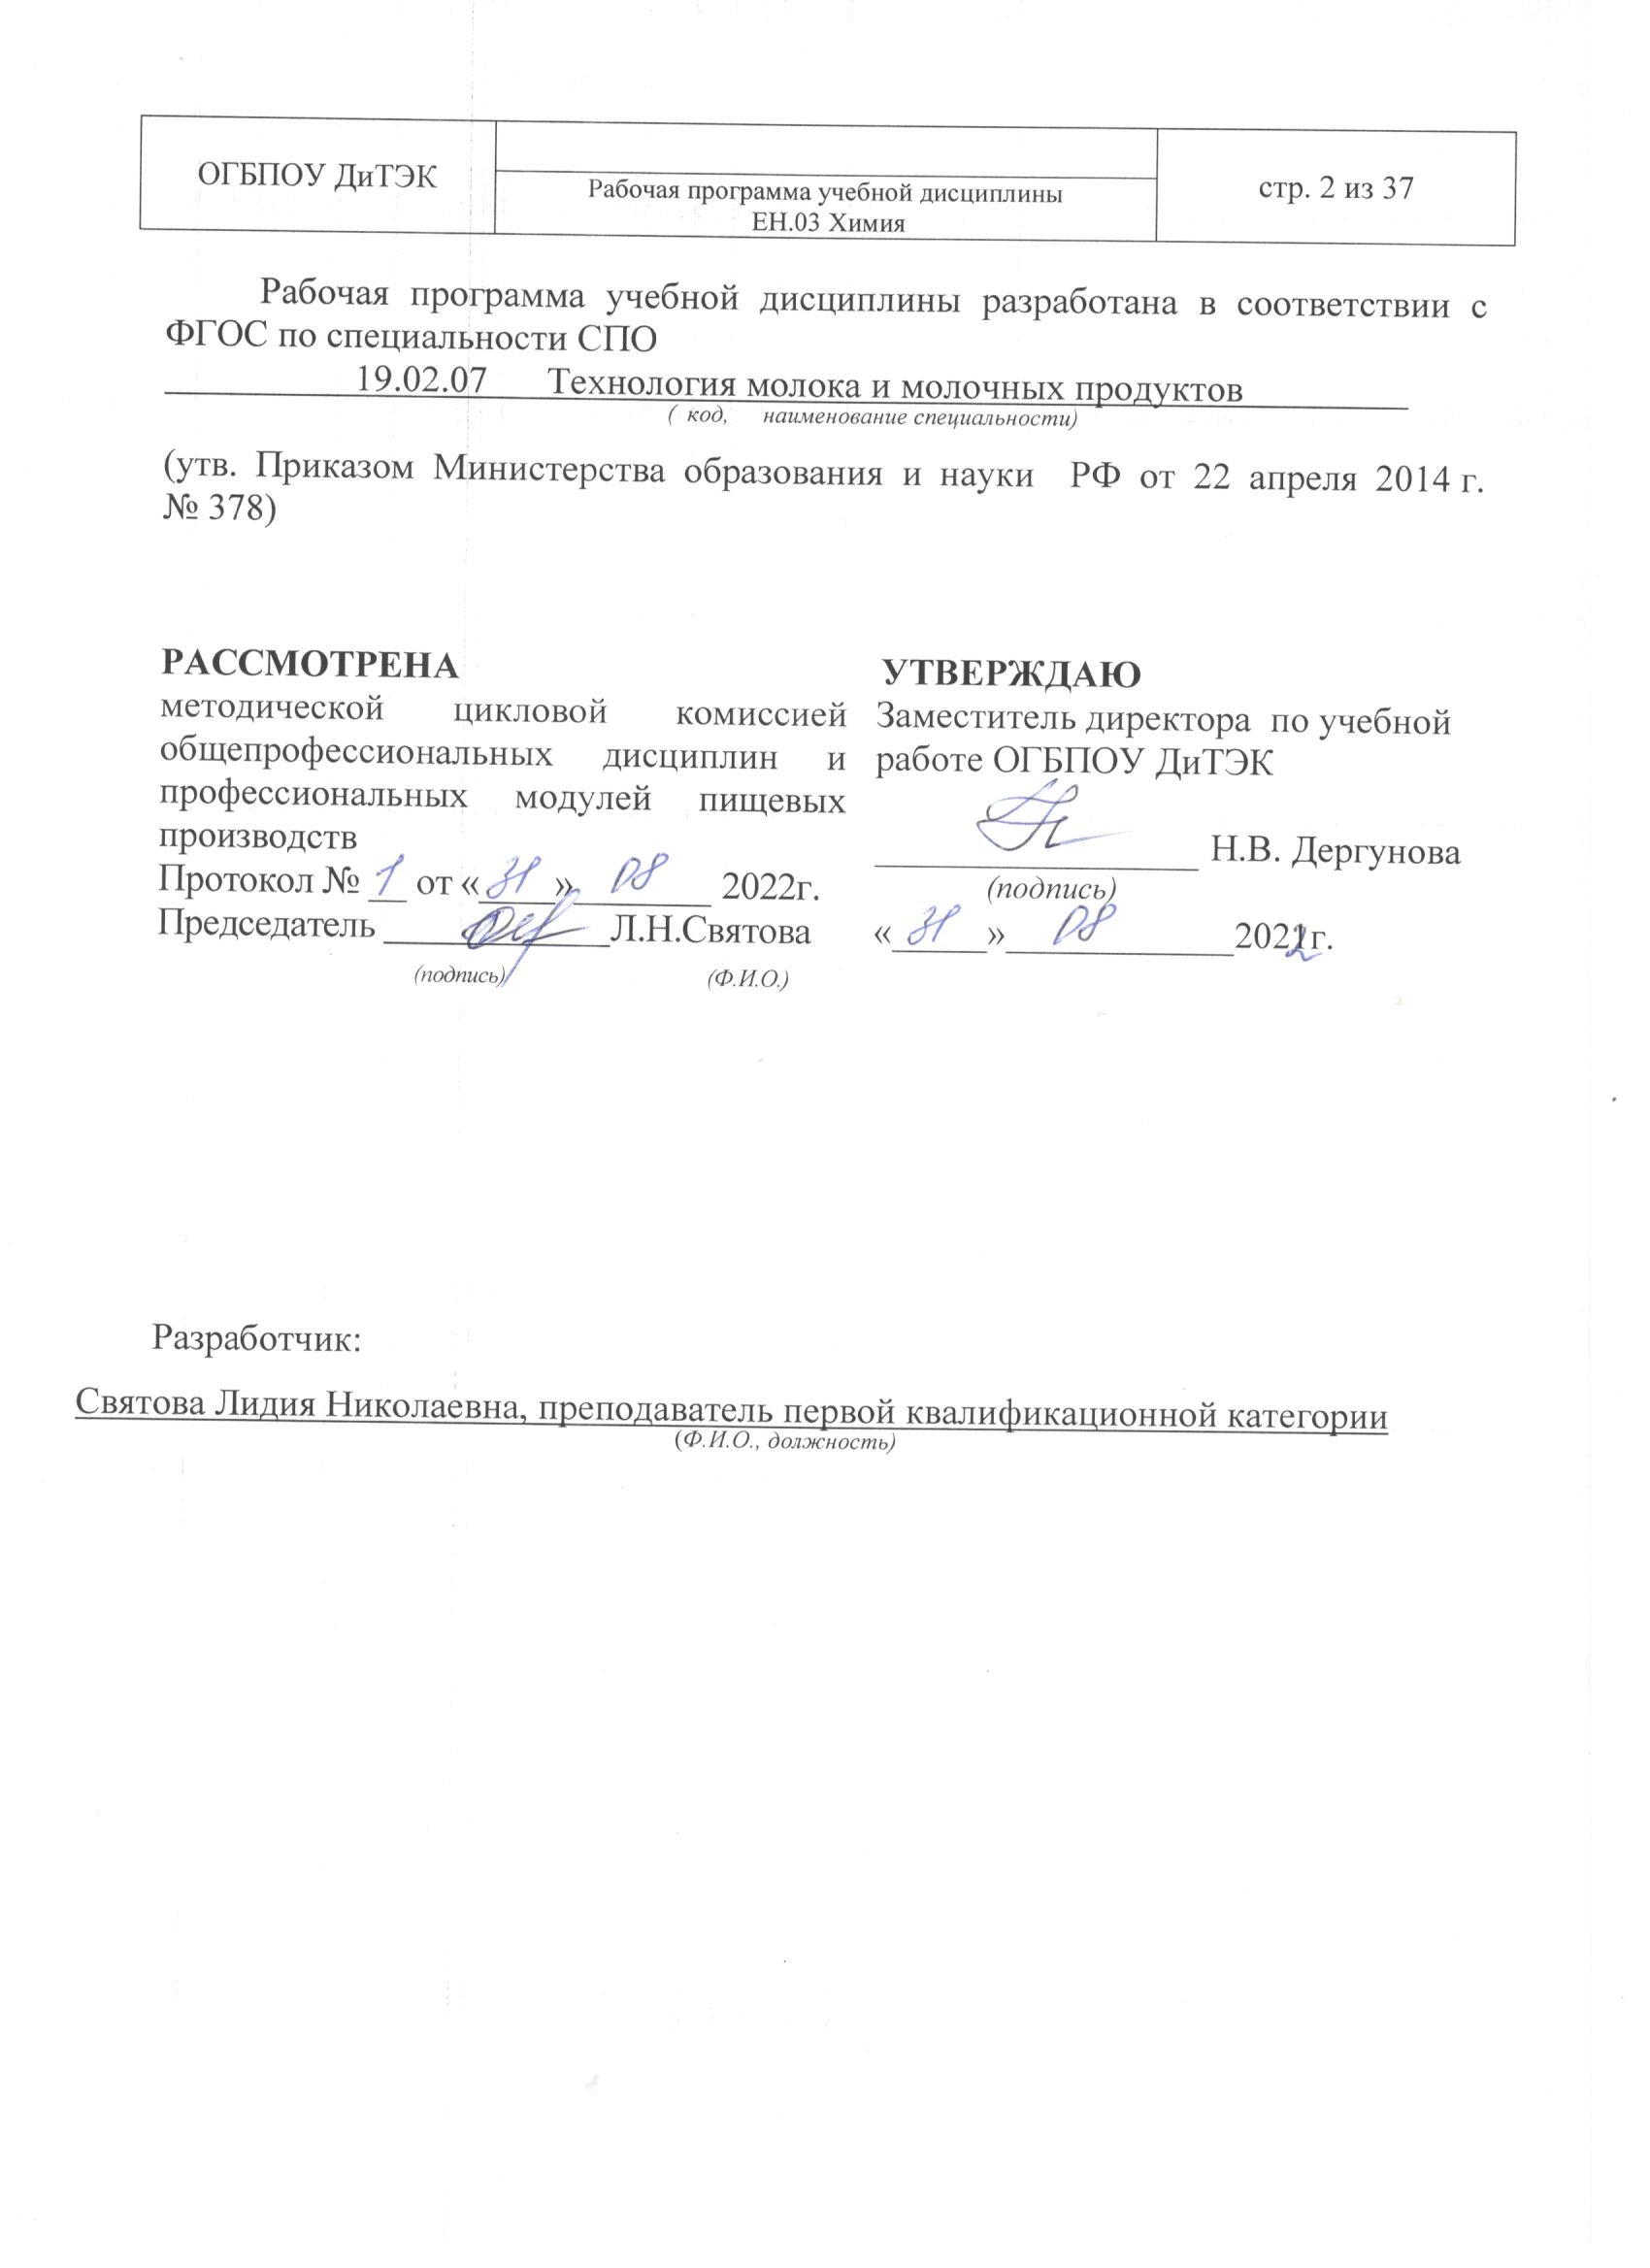 ОГБПОУ ДиТЭК
Рабочая программа учебной дисциплины
ЕН.03 Химия
стр. 2 из 37
Рабочая программа учебной дисциплины разработана в соответствии с
ФГОС по специальности СПО
19.02.07 Технология молока и молочных продуктов
( код, наименование специальности)
(утв. Приказом Министерства образования и науки РФ от 22 апреля 2014 г.
№ 378)
РАССМОТРЕНА
методической цикловой комиссией
общепрофессиональных дисциплин и
профессиональных модулей пищевых
производств
Протокол № 1 от «31» 08 2022г.
Председатель Л.Н.Святова
(подпись) (Ф.И.О.)
УТВЕРЖДАЮ
Заместитель директора по учебной
работе ОГБПОУ ДиТЭК
Н.В. Дергунова
(подпись)
«31» 08 2022г.
Разработчик:
Святова Лидия Николаевна, преподаватель первой квалификационной категории
(Ф.И.О., должность)